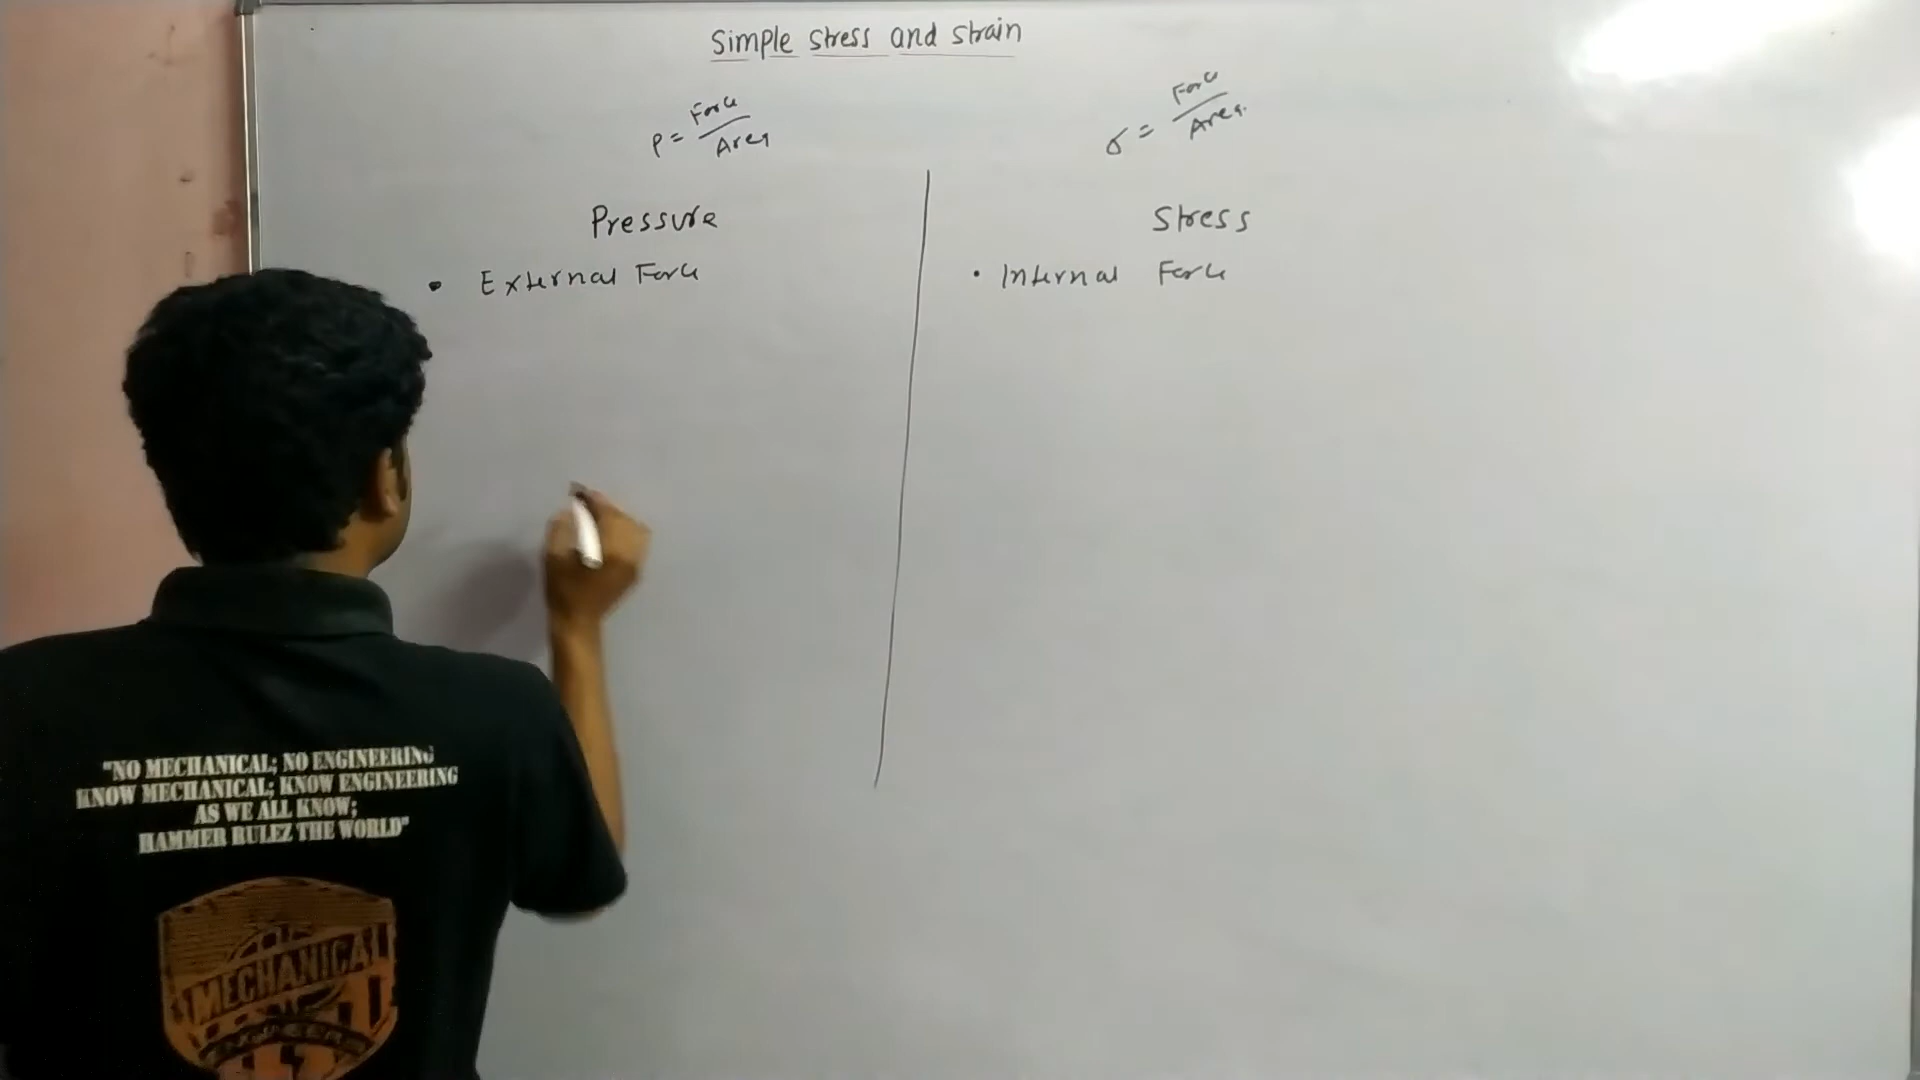 Simple stress and strain
P = Force / Area
σ = Force / Area
Pressure
Stress
• External Force
• Internal Force
"NO MECHANICAL; NO ENGINEERING
KNOW MECHANICAL; KNOW ENGINEERING
AS WE ALL KNOW;
HAMMER RULEZ THE WORLD"
MECHANICAL